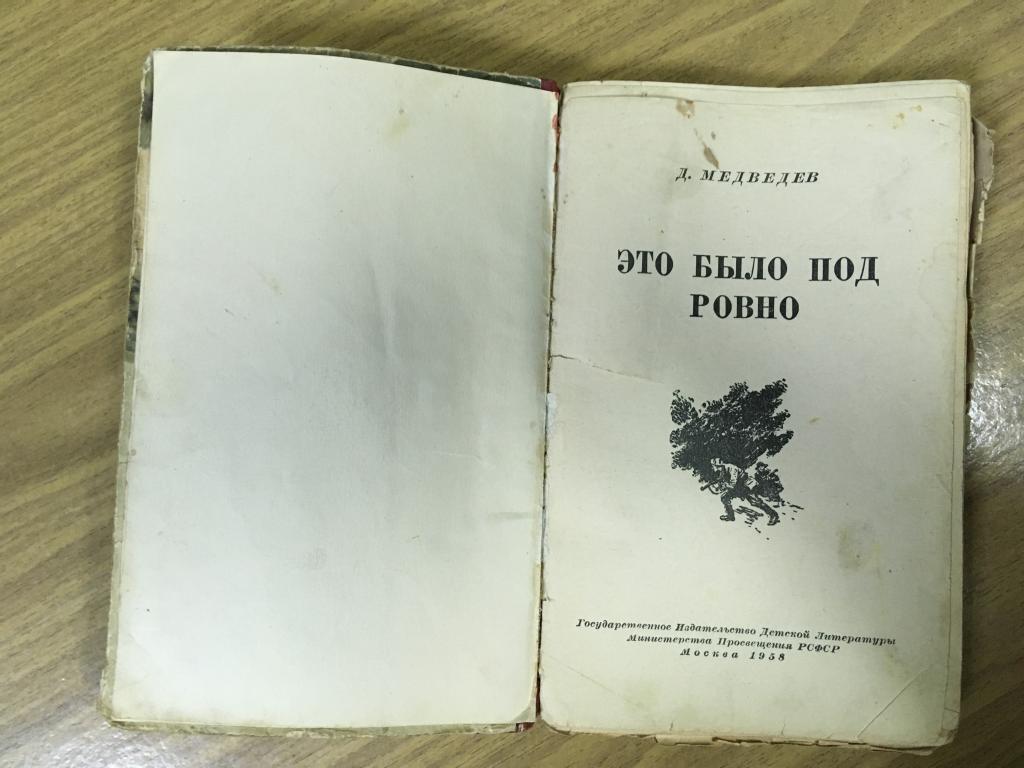 Д. МЕДВЕДЕВ
ЭТО БЫЛО ПОД
РОВНО
Государственное Издательство Детской Литературы
Министерства Просвещения РСФСР
Москва 1958